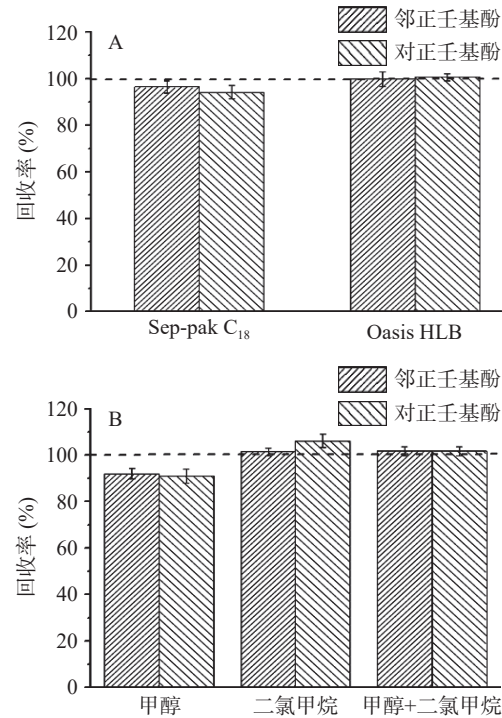 A
邻正壬基酚
对正壬基酚
回收率 (%)
120
100
80
60
40
20
0
Sep-pak C₁₈
Oasis HLB
B
邻正壬基酚
对正壬基酚
回收率 (%)
120
100
80
60
40
20
0
甲醇
二氯甲烷
甲醇+二氯甲烷